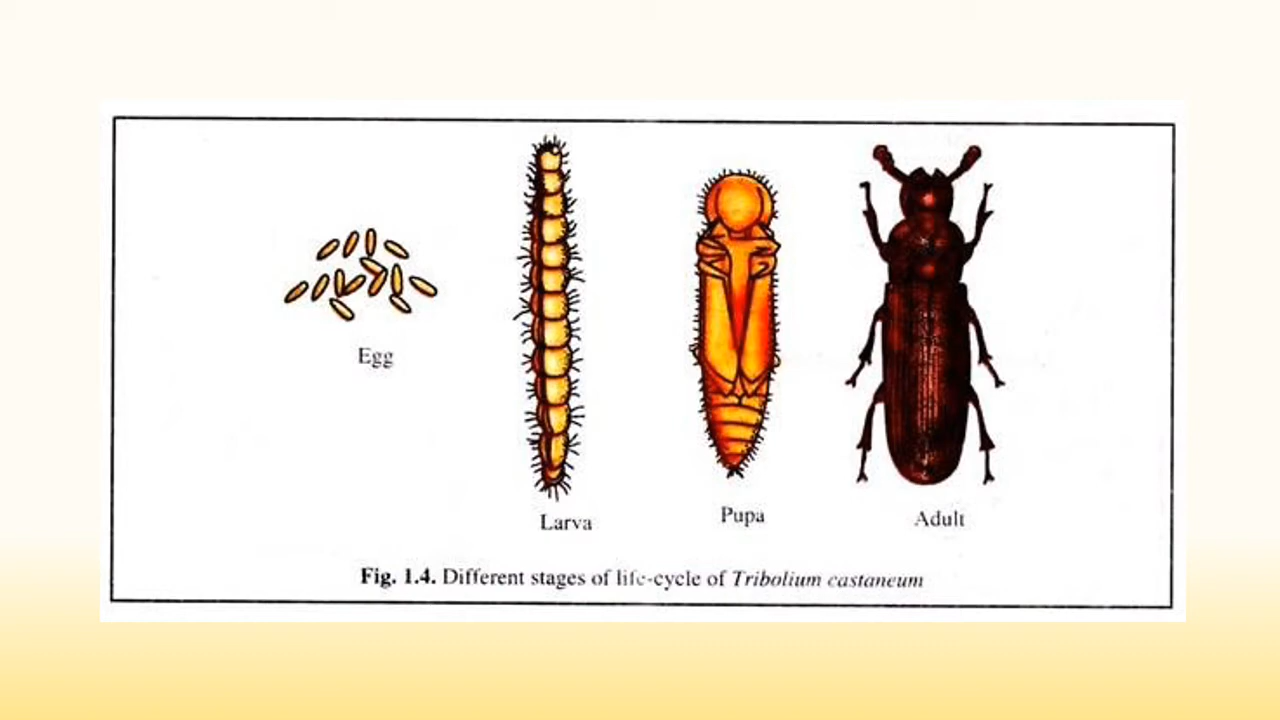 Egg
Larva
Pupa
Adult
Fig. 1.4. Different stages of life-cycle of Tribolium castaneum